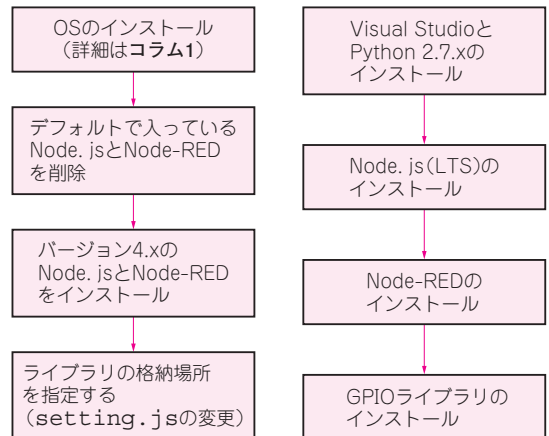 OSのインストール
(詳細はコラム1)
デフォルトで入っている
Node. jsとNode-RED
を削除
バージョン4.xの
Node. jsとNode-RED
をインストール
ライブラリの格納場所
を指定する
(setting.jsの変更)
Visual Studioと
Python 2.7.xの
インストール
Node. js(LTS)の
インストール
Node-REDの
インストール
GPIOライブラリの
インストール